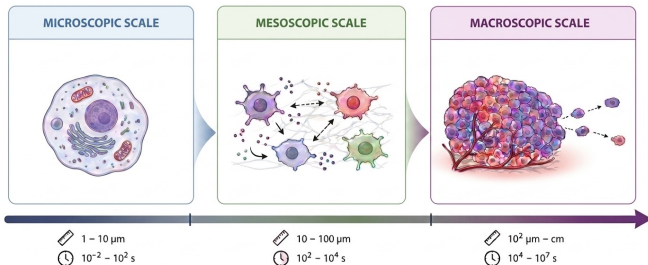 MICROSCOPIC SCALE
MESOSCOPIC SCALE
MACROSCOPIC SCALE
1 – 10 μm
10 – 100 μm
10² μm – cm
10⁻² – 10² s
10² – 10⁴ s
10⁴ – 10⁷ s